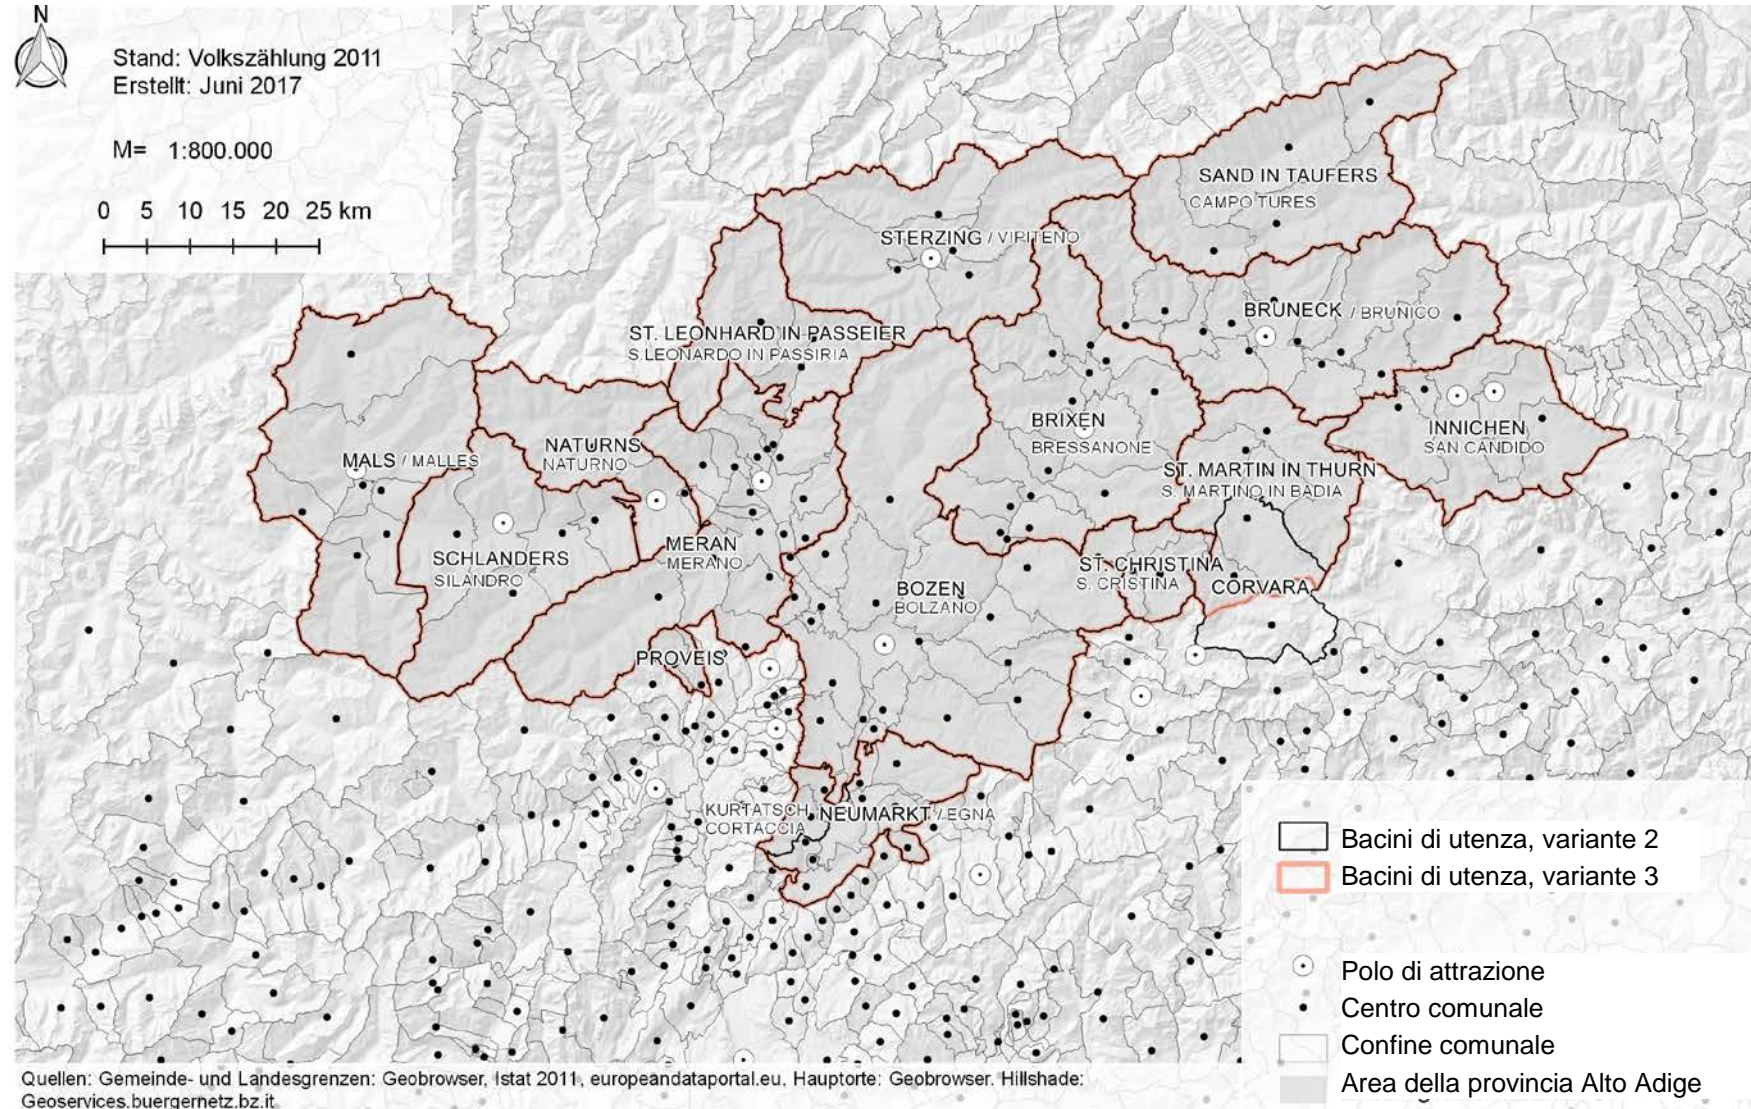 N
Stand: Volkszählung 2011
Erstellt: Juni 2017
M= 1:800.000
0 5 10 15 20 25 km
SAND IN TAUFERS
CAMPO TURES
STERZING / VIPITENO
BRUNECK / BRUNICO
ST. LEONHARD IN PASSEIER
S.LEONARDO IN PASSIRIA
BRIXEN
BRESSANONE
INNICHEN
SAN CANDIDO
NATURNS
NATURNO
MALS / MALLES
ST. MARTIN IN THURN
S. MARTINO IN BADIA
MERAN
MERANO
SCHLANDERS
SILANDRO
ST. CHRISTINA
S. CRISTINA
CORVARA
BOZEN
BOLZANO
PROVEIS
KURTATSCH
CORTACCIA
NEUMARKT / EGNA
Bacini di utenza, variante 2
Bacini di utenza, variante 3
Polo di attrazione
Centro comunale
Confine comunale
Area della provincia Alto Adige
Quellen: Gemeinde- und Landesgrenzen: Geobrowser, Istat 2011, europeandataportal.eu, Hauptorte: Geobrowser. Hillshade:
Geoservices.buergernetz.bz.it